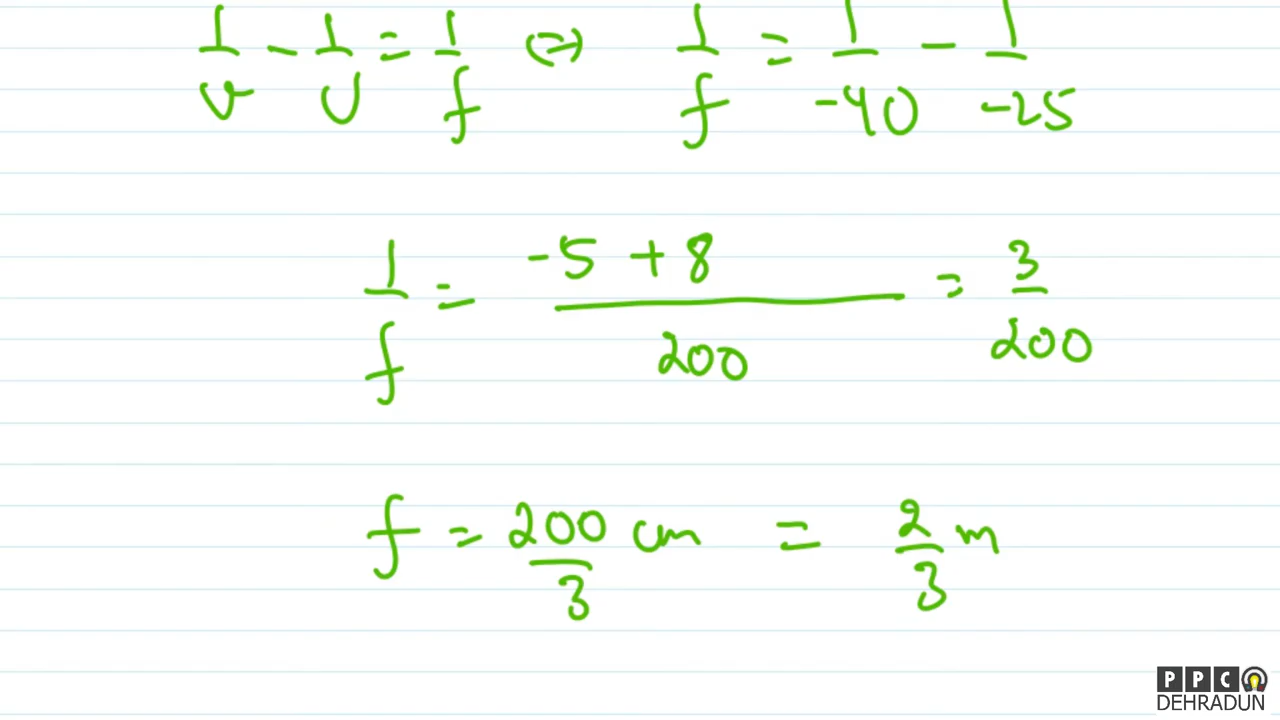 1/v - 1/u = 1/f ⇔ 1/f = 1/-40 - 1/-25
1/f = -5 + 8 / 200 = 3/200
f = 200/3 cm = 2/3 m
PPC
DEHRADUN